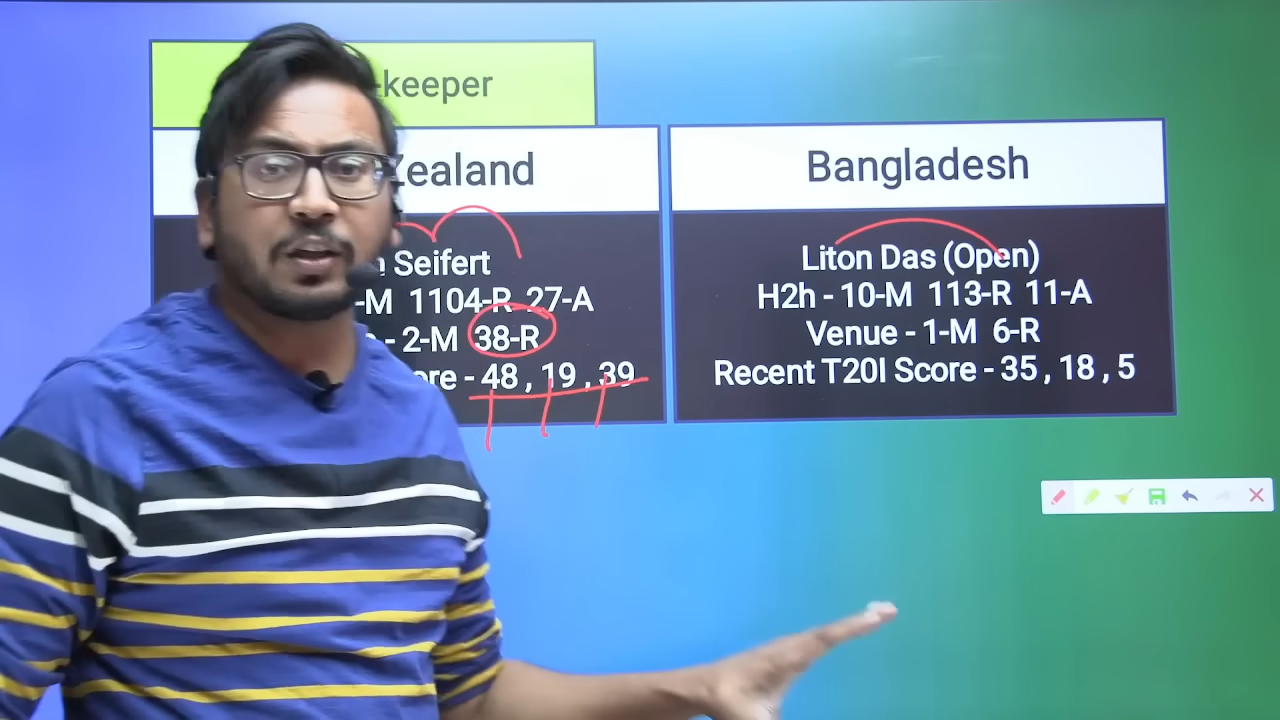 -keeper
Zealand
Seifert
-M 1104-R 27-A
- 2-M 38-R
ore - 48 , 19 , 39
Bangladesh
Liton Das (Open)
H2h - 10-M 113-R 11-A
Venue - 1-M 6-R
Recent T20I Score - 35 , 18 , 5